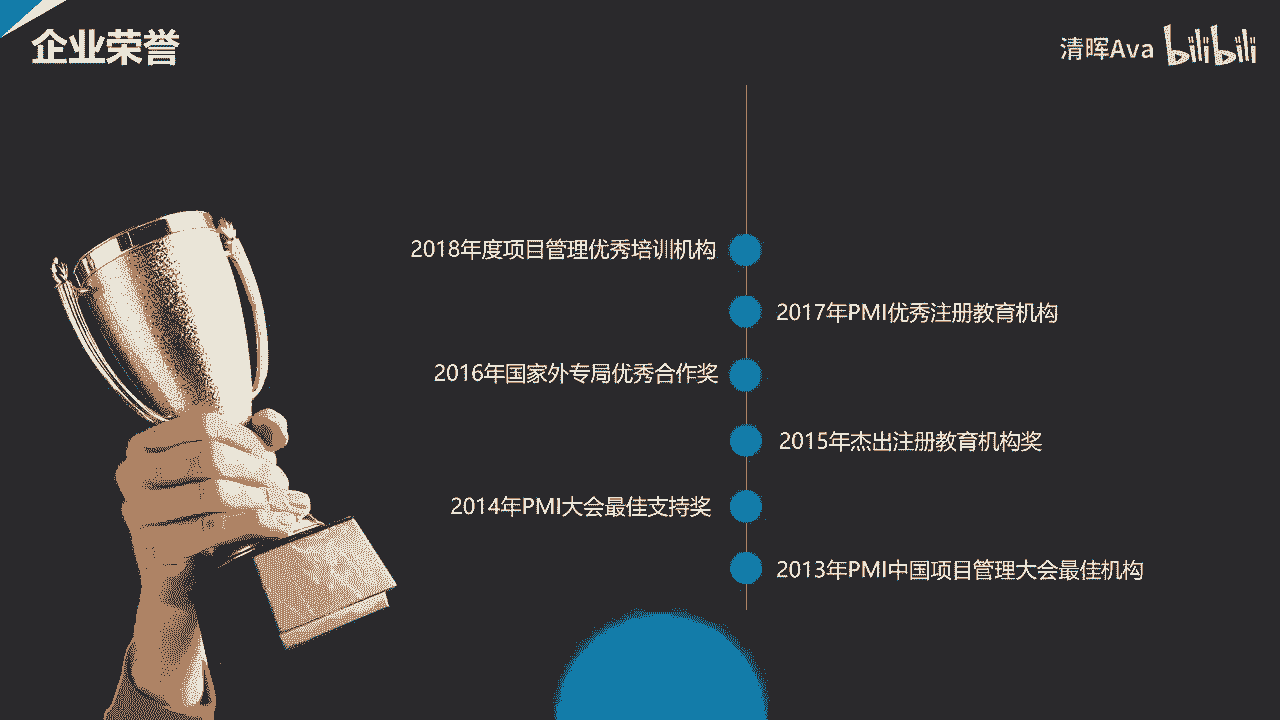 企业荣誉
清晖Ava bilibili
2018年度项目管理优秀培训机构
2017年PMI优秀注册教育机构
2016年国家外专局优秀合作奖
2015年杰出注册教育机构奖
2014年PMI大会最佳支持奖
2013年PMI中国项目管理大会最佳机构